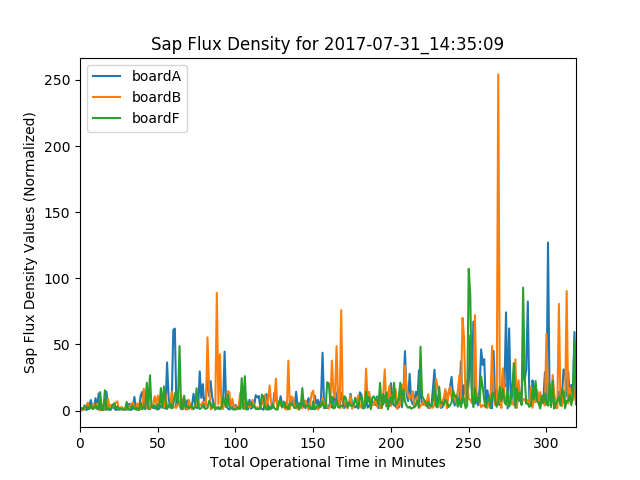 Sap Flux Density for 2017-07-31_14:35:09
boardA
boardB
boardF
Sap Flux Density Values (Normalized)
250
200
150
100
50
0
0 50 100 150 200 250 300
Total Operational Time in Minutes